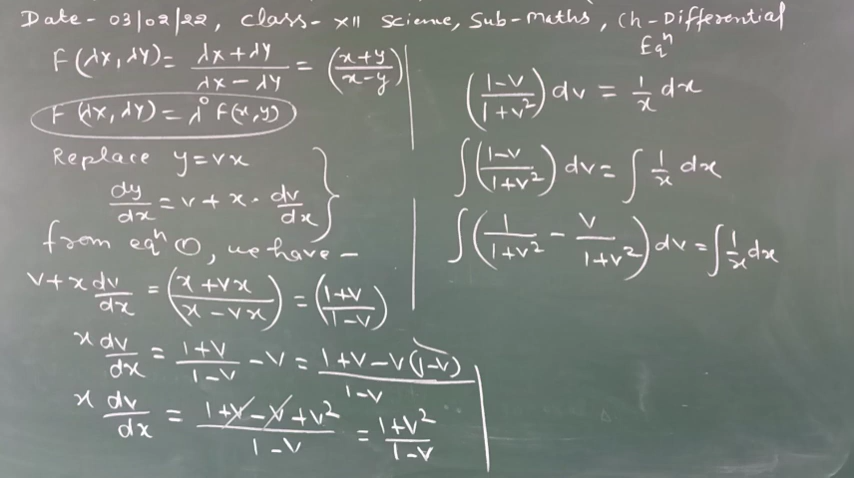 Date - 03/02/22, Class - XII Science, Sub - Maths, Ch - Differential
Eqⁿ
F(λx, λy) = (λx + λy)/(λx - λy) = ((x+y)/(x-y))
F(λx, λy) = λ⁰ F(x,y)
Replace y = vx
dy/dx = v + x · dv/dx
from eqⁿ ①, we have -
v + x dv/dx = ((x + vx)/(x - vx)) = ((1+v)/(1-v))
x dv/dx = (1+v)/(1-v) - v = (1+v-v(1-v))/(1-v)
x dv/dx = (1+v-v+v²)/(1-v) = (1+v²)/(1-v)
((1-v)/(1+v²)) dv = 1/x dx
∫((1-v)/(1+v²)) dv = ∫ 1/x dx
∫(1/(1+v²) - v/(1+v²)) dv = ∫ 1/x dx